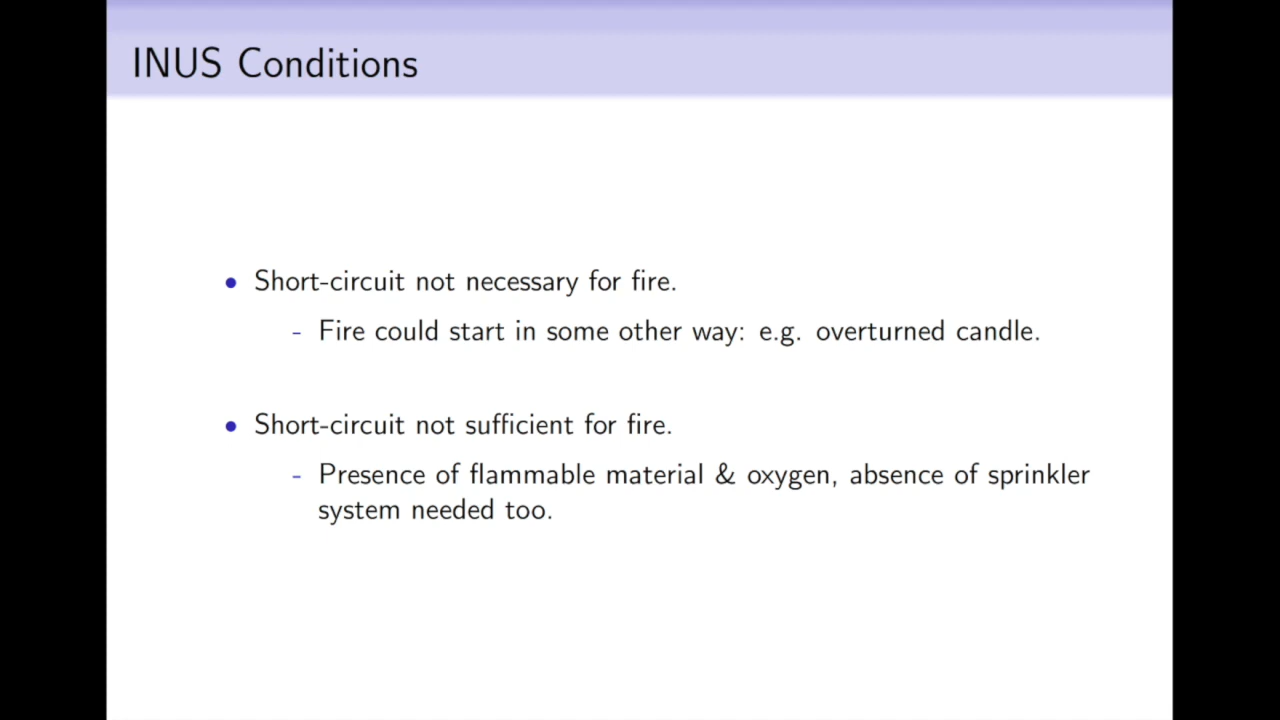 INUS Conditions
• Short-circuit not necessary for fire.
- Fire could start in some other way: e.g. overturned candle.
• Short-circuit not sufficient for fire.
- Presence of flammable material & oxygen, absence of sprinkler
system needed too.